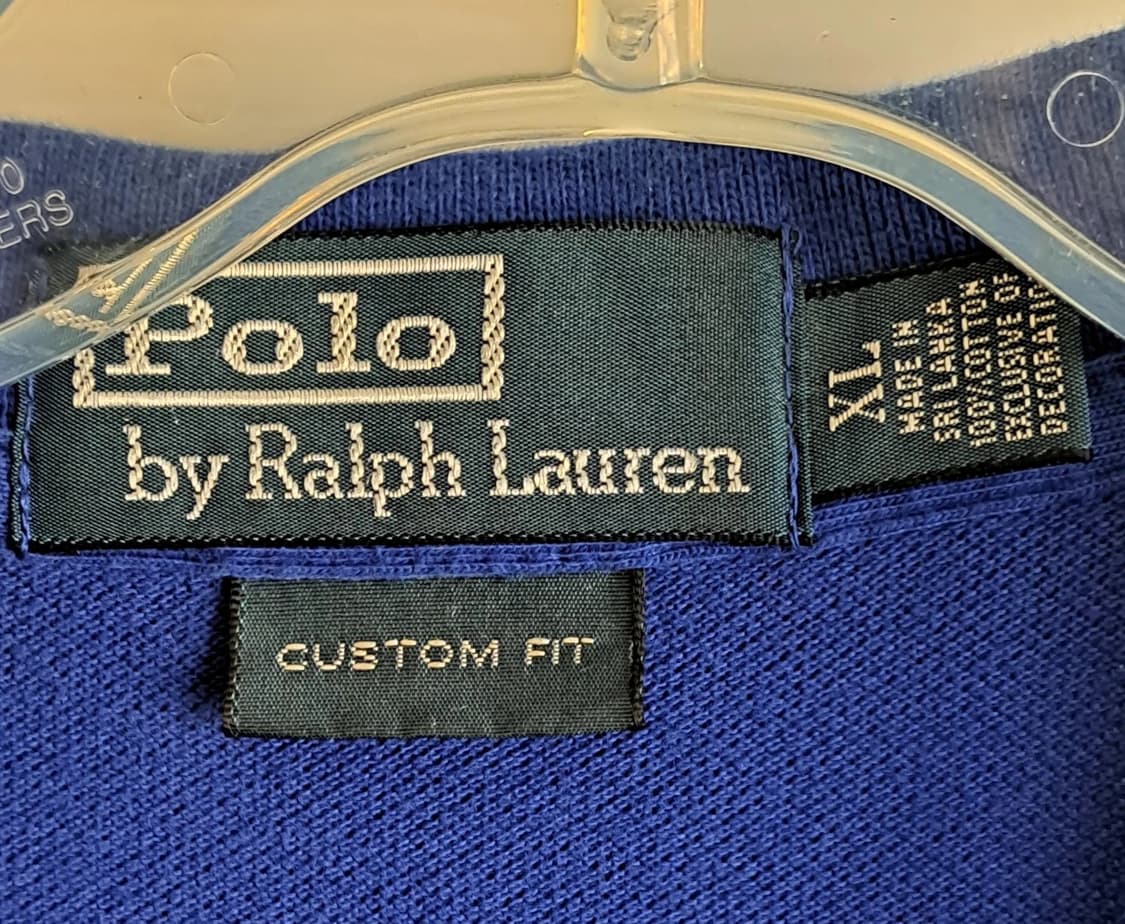 Polo
by Ralph Lauren
XL
MADE IN
SRI LANKA
100%COTTON
EXCLUSIVE OF
CUSTOM FIT